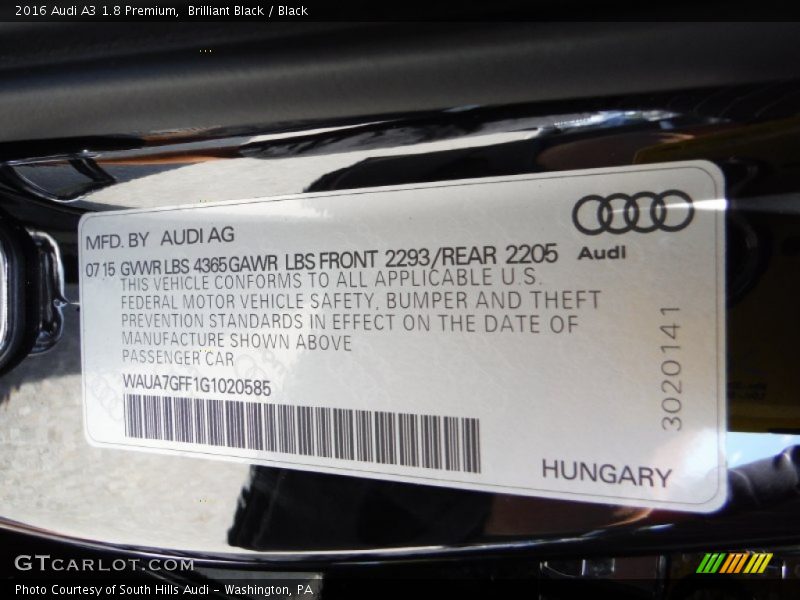 2016 Audi A3 1.8 Premium, Brilliant Black / Black
MFD. BY AUDI AG
07 15 GVWR LBS 4365 GAWR LBS FRONT 2293/REAR 2205
Audi
THIS VEHICLE CONFORMS TO ALL APPLICABLE U.S.
FEDERAL MOTOR VEHICLE SAFETY, BUMPER AND THEFT
PREVENTION STANDARDS IN EFFECT ON THE DATE OF
MANUFACTURE SHOWN ABOVE
PASSENGER CAR
WAUA7GFF1G1020585
3020141
HUNGARY
GTCARLOT.COM
Photo Courtesy of South Hills Audi - Washington, PA